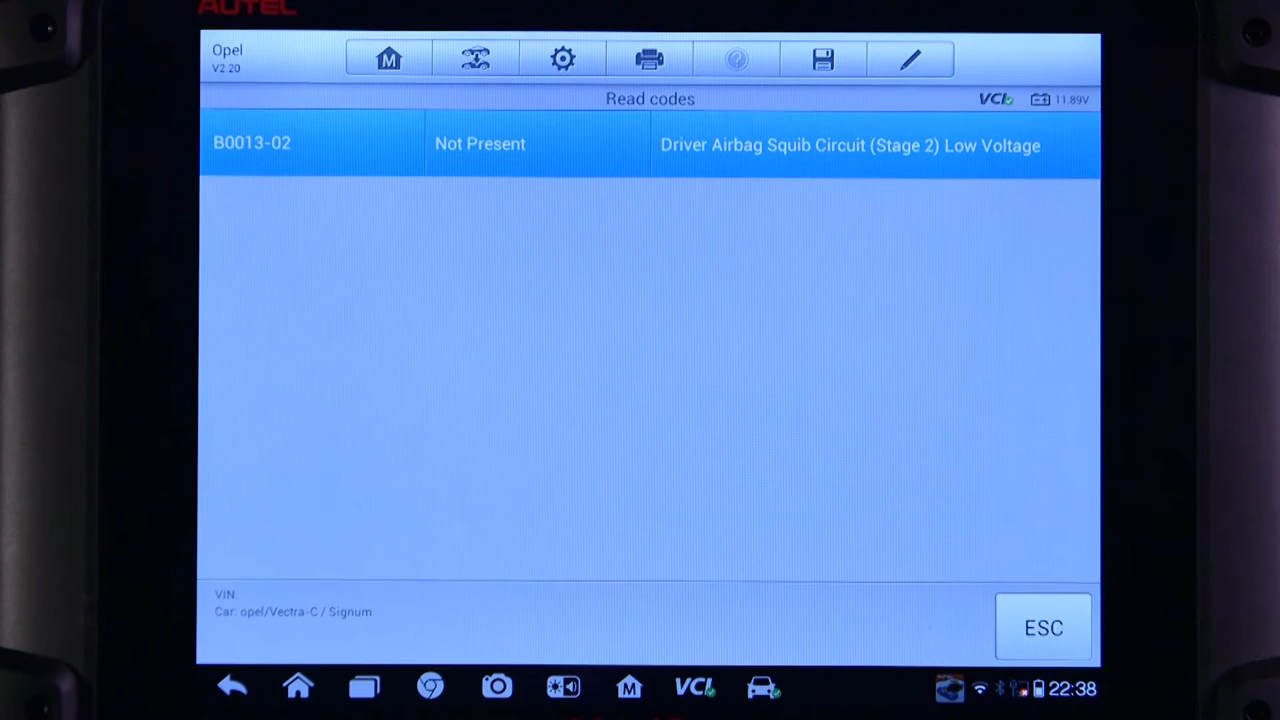 AUTEL
Opel
V2.20
M
?
Read codes
VCI
11.89V
B0013-02
Not Present
Driver Airbag Squib Circuit (Stage 2) Low Voltage
VIN:
Car: opel/Vectra-C / Signum
ESC
M
VCI
22:38